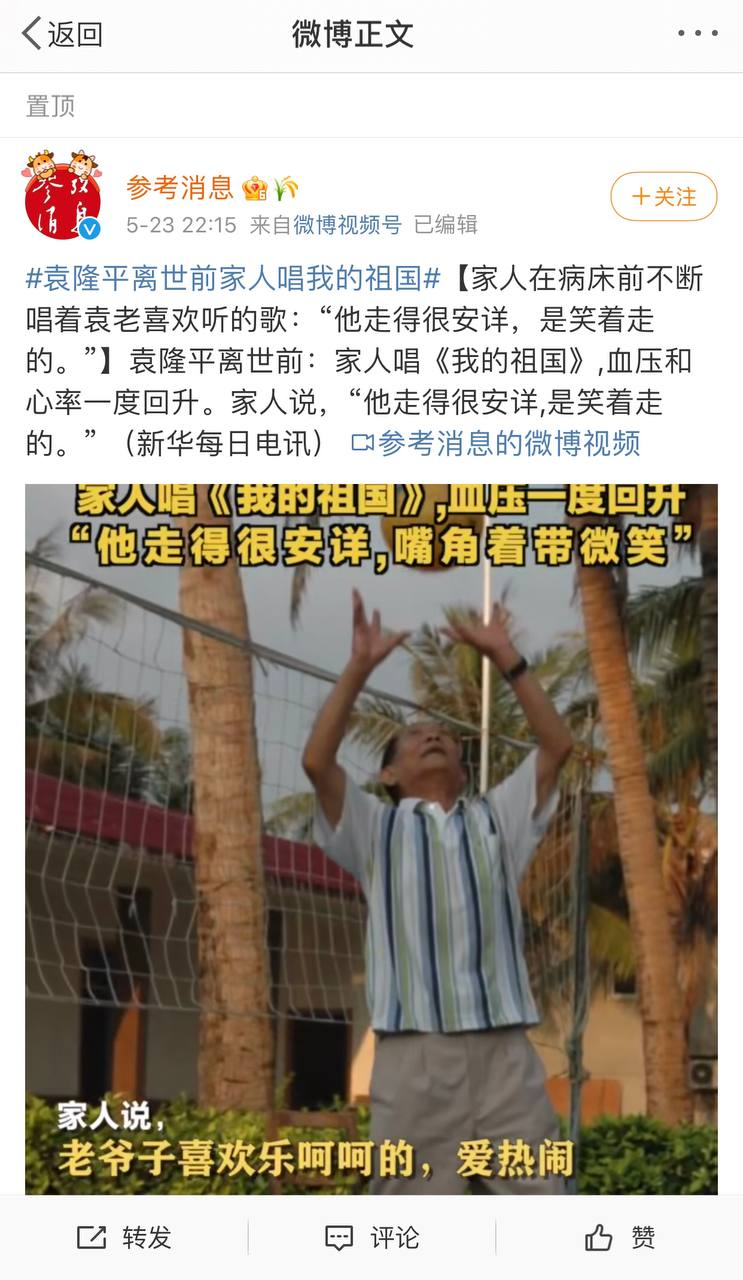 返回
微博正文
置顶
参考消息
5-23 22:15 来自微博视频号 已编辑
+关注
#袁隆平离世前家人唱我的祖国#【家人在病床前不断
唱着袁老喜欢听的歌：“他走得很安详，是笑着走
的。”】袁隆平离世前：家人唱《我的祖国》,血压和
心率一度回升。家人说，“他走得很安详,是笑着走
的。”（新华每日电讯） 参考消息的微博视频
家人唱《我的祖国》,血压一度回升
“他走得很安详,嘴角着带微笑”
家人说，
老爷子喜欢乐呵呵的，爱热闹
转发
评论
赞